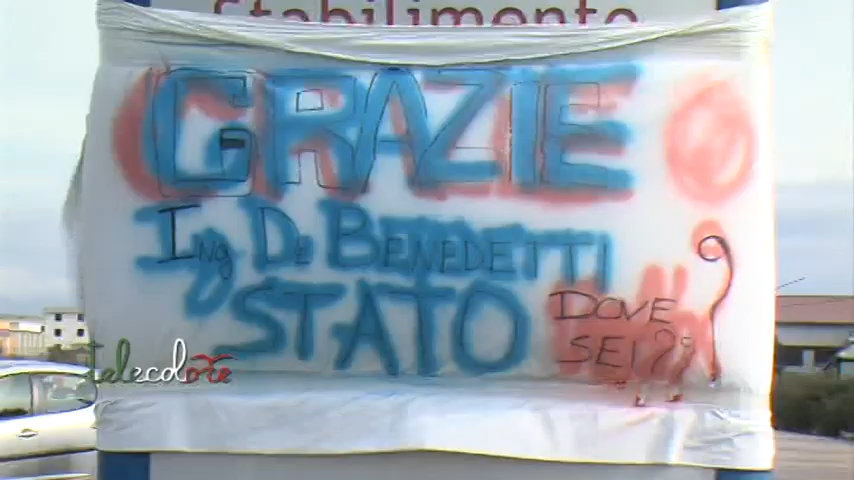 Stabilimento
GRAZIE
Ing De BENEDETTI
STATO DOVE
SEI??
telecolore